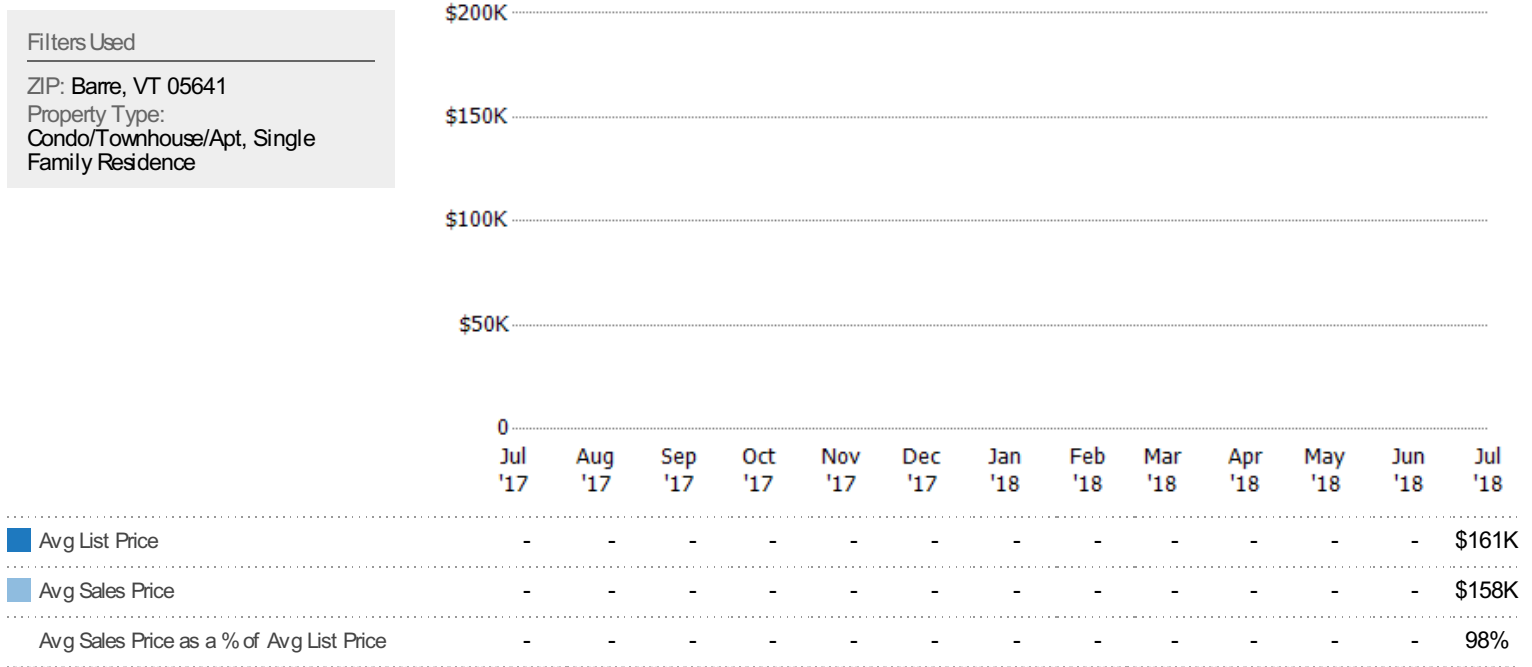 Filters Used
ZIP: Barre, VT 05641
Property Type:
Condo/Townhouse/Apt, Single
Family Residence
$200K
$150K
$100K
$50K
0
Jul Aug Sep Oct Nov Dec Jan Feb Mar Apr May Jun Jul
'17 '17 '17 '17 '17 '17 '18 '18 '18 '18 '18 '18 '18
Avg List Price - - - - - - - - - - - - $161K
Avg Sales Price - - - - - - - - - - - - $158K
Avg Sales Price as a % of Avg List Price - - - - - - - - - - - - 98%